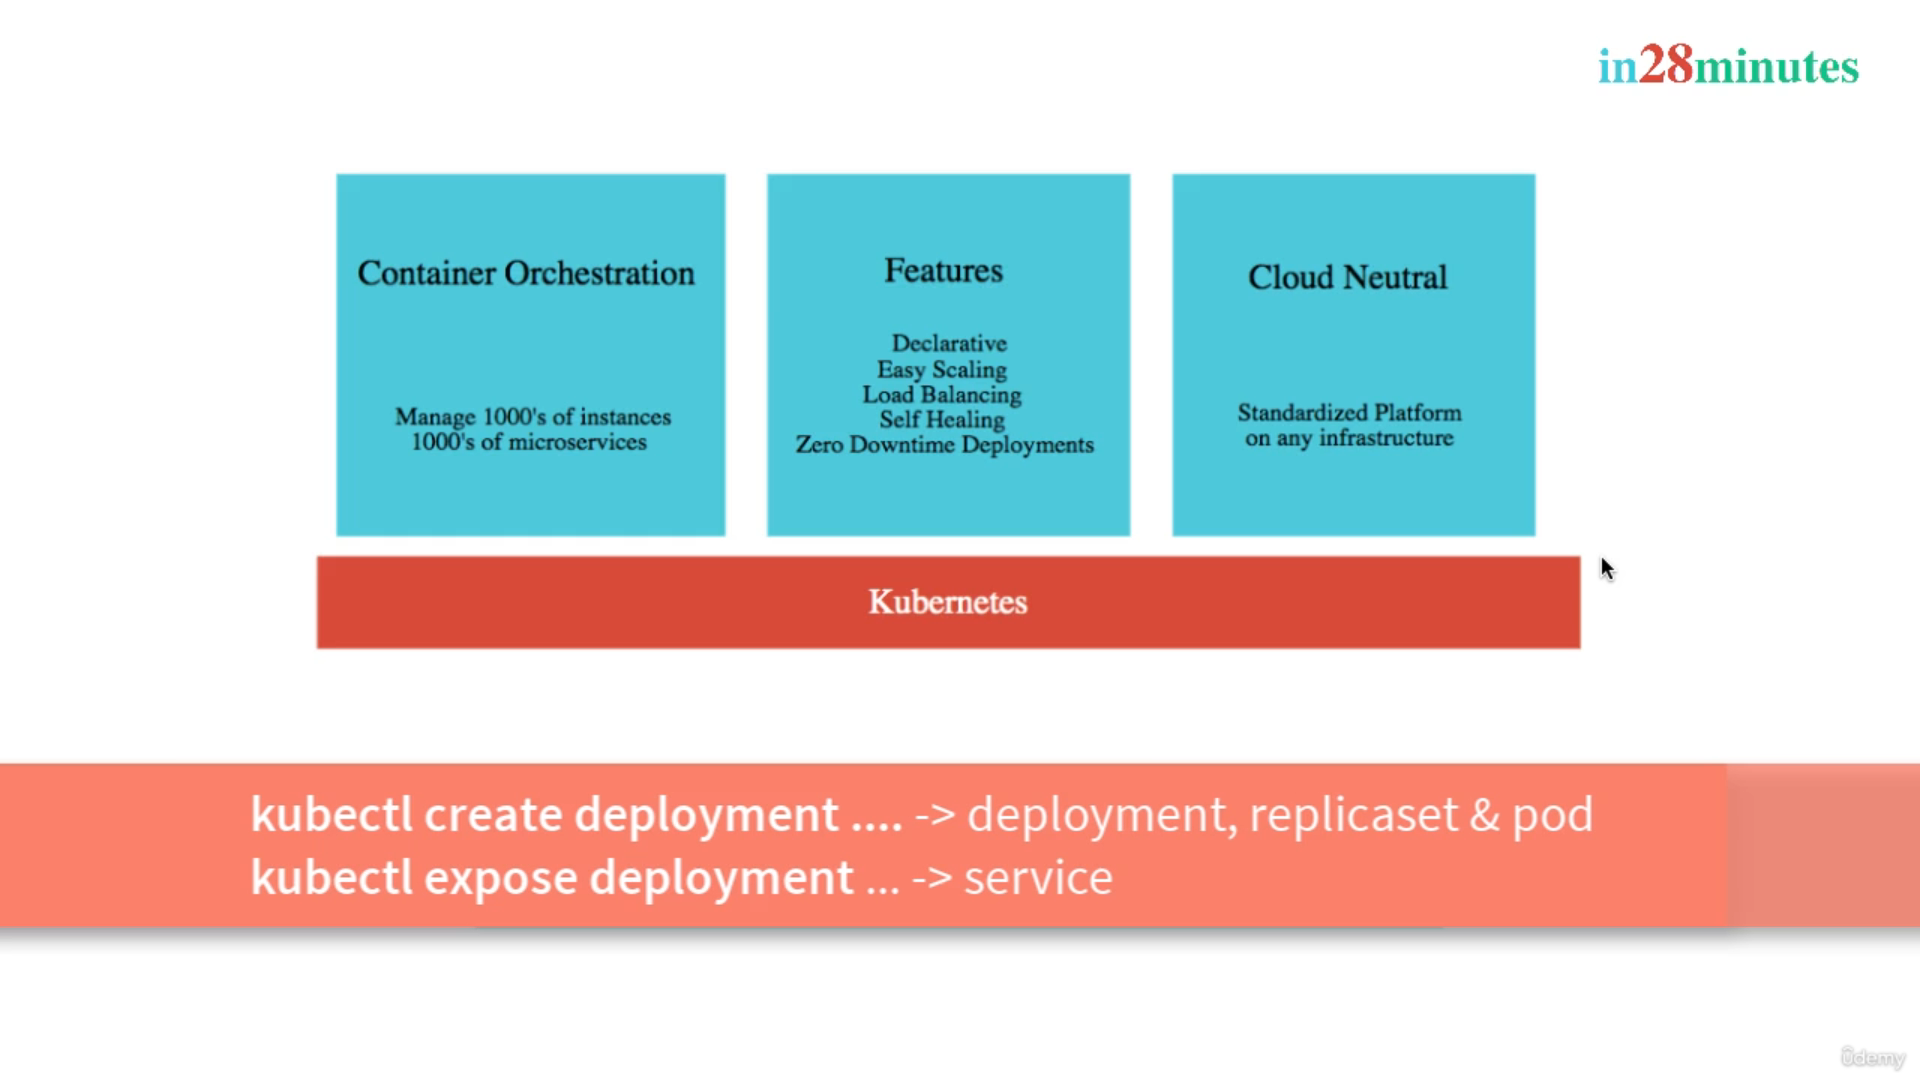 in28minutes
Container Orchestration
Manage 1000's of instances
1000's of microservices
Features
Declarative
Easy Scaling
Load Balancing
Self Healing
Zero Downtime Deployments
Cloud Neutral
Standardized Platform
on any infrastructure
Kubernetes
kubectl create deployment .... -> deployment, replicaset & pod
kubectl expose deployment ... -> service
ûdemy